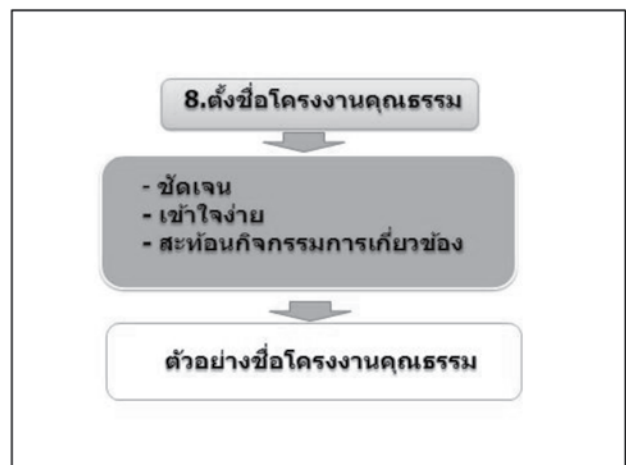 8.ตั้งชื่อโครงงานคุณธรรม
- ชัดเจน
- เข้าใจง่าย
- สะท้อนกิจกรรมการเกี่ยวข้อง
ตัวอย่างชื่อโครงงานคุณธรรม